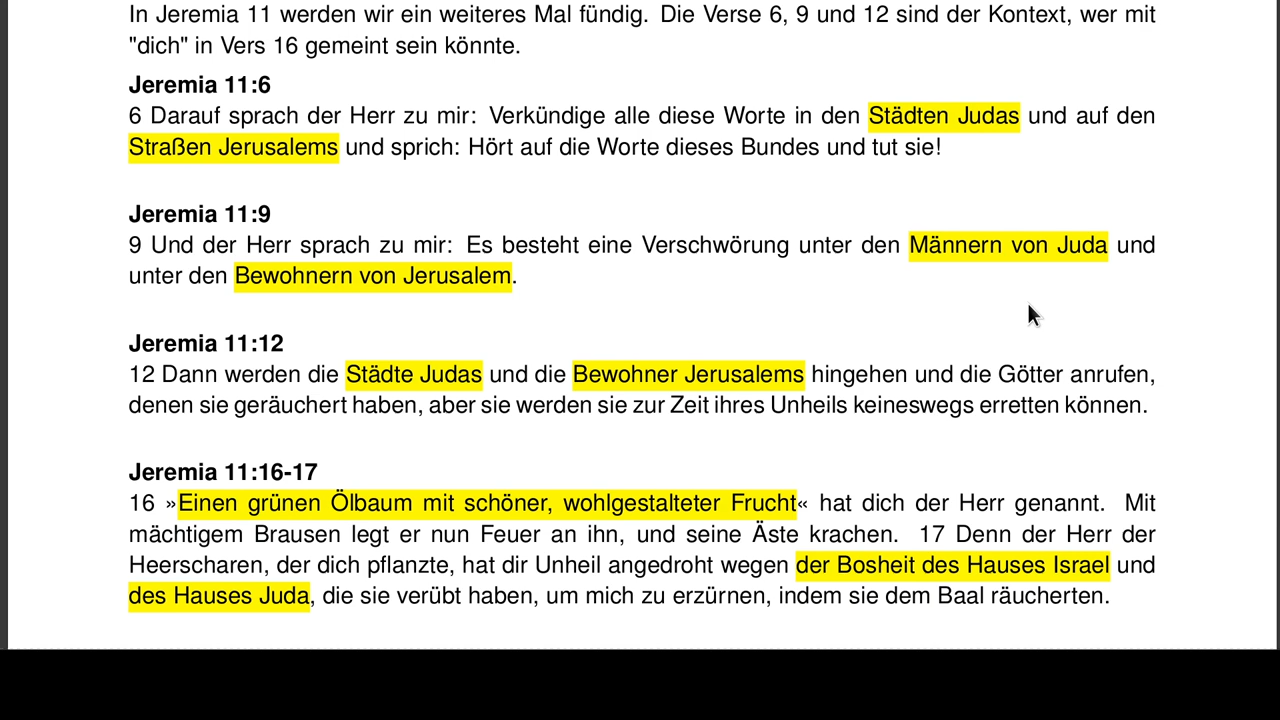 In Jeremia 11 werden wir ein weiteres Mal fündig. Die Verse 6, 9 und 12 sind der Kontext, wer mit
"dich" in Vers 16 gemeint sein könnte.
Jeremia 11:6
6 Darauf sprach der Herr zu mir: Verkündige alle diese Worte in den Städten Judas und auf den
Straßen Jerusalems und sprich: Hört auf die Worte dieses Bundes und tut sie!
Jeremia 11:9
9 Und der Herr sprach zu mir: Es besteht eine Verschwörung unter den Männern von Juda und
unter den Bewohnern von Jerusalem.
Jeremia 11:12
12 Dann werden die Städte Judas und die Bewohner Jerusalems hingehen und die Götter anrufen,
denen sie geräuchert haben, aber sie werden sie zur Zeit ihres Unheils keineswegs erretten können.
Jeremia 11:16-17
16 »Einen grünen Ölbaum mit schöner, wohlgestalteter Frucht« hat dich der Herr genannt. Mit
mächtigem Brausen legt er nun Feuer an ihn, und seine Äste krachen. 17 Denn der Herr der
Heerscharen, der dich pflanzte, hat dir Unheil angedroht wegen der Bosheit des Hauses Israel und
des Hauses Juda, die sie verübt haben, um mich zu erzürnen, indem sie dem Baal räucherten.